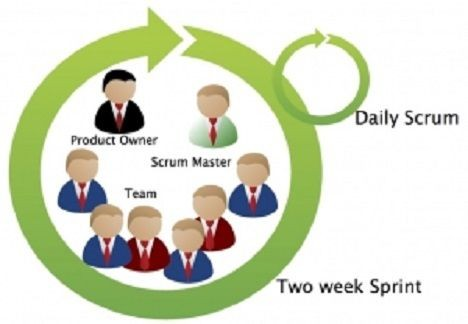 Product Owner
Scrum Master
Team
Daily Scrum
Two week Sprint